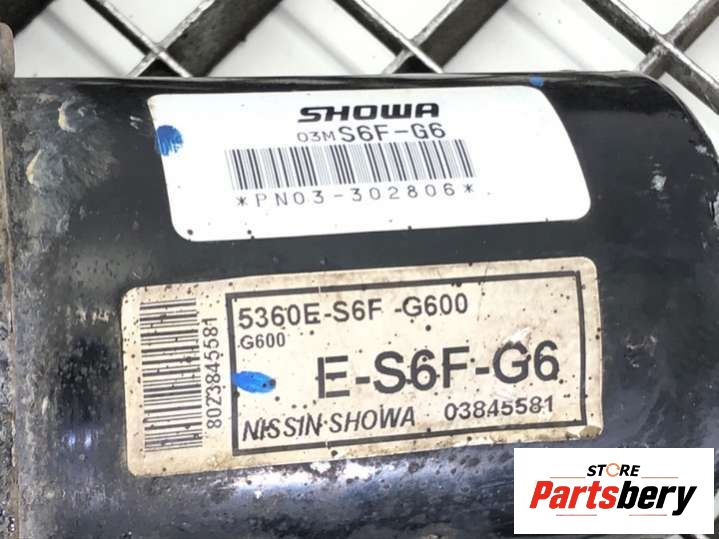 SHOWA
03M S6F-G6
*PN03-302806*
8023845581
5360E-S6F -G600
G600
E-S6F-G6
NISSIN SHOWA 03845581
STORE
Partsbery